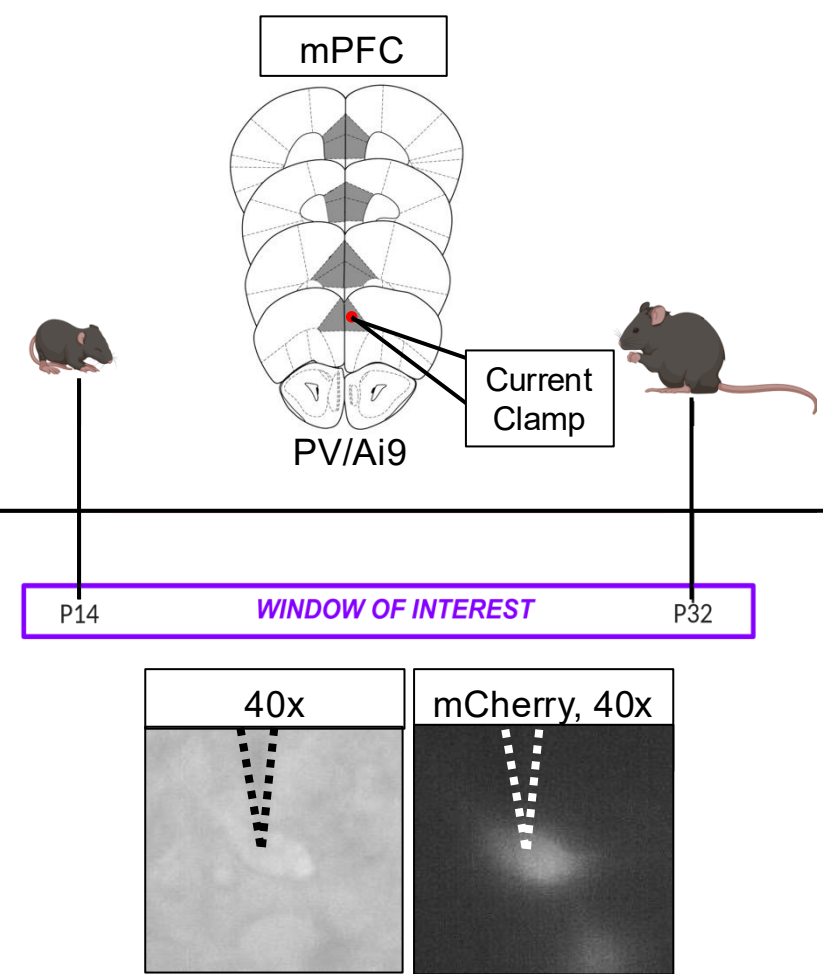 mPFC
Current
Clamp
PV/Ai9
P14
WINDOW OF INTEREST
P32
40x
mCherry, 40x